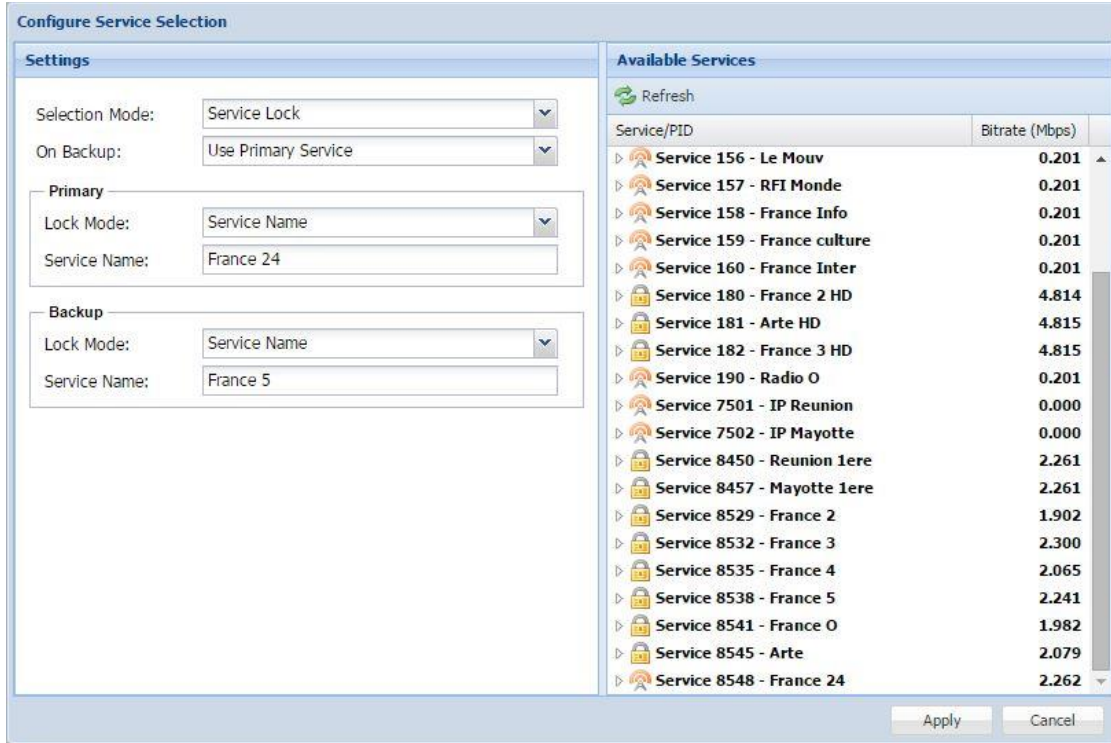 Configure Service Selection
Settings
Selection Mode: Service Lock
On Backup: Use Primary Service
Primary
Lock Mode: Service Name
Service Name: France 24
Backup
Lock Mode: Service Name
Service Name: France 5
Available Services
Refresh
Service/PID Bitrate (Mbps)
Service 156 - Le Mouv 0.201
Service 157 - RFI Monde 0.201
Service 158 - France Info 0.201
Service 159 - France culture 0.201
Service 160 - France Inter 0.201
Service 180 - France 2 HD 4.814
Service 181 - Arte HD 4.815
Service 182 - France 3 HD 4.815
Service 190 - Radio O 0.201
Service 7501 - IP Reunion 0.000
Service 7502 - IP Mayotte 0.000
Service 8450 - Reunion 1ere 2.261
Service 8457 - Mayotte 1ere 2.261
Service 8529 - France 2 1.902
Service 8532 - France 3 2.300
Service 8535 - France 4 2.065
Service 8538 - France 5 2.241
Service 8541 - France O 1.982
Service 8545 - Arte 2.079
Service 8548 - France 24 2.262
Apply Cancel